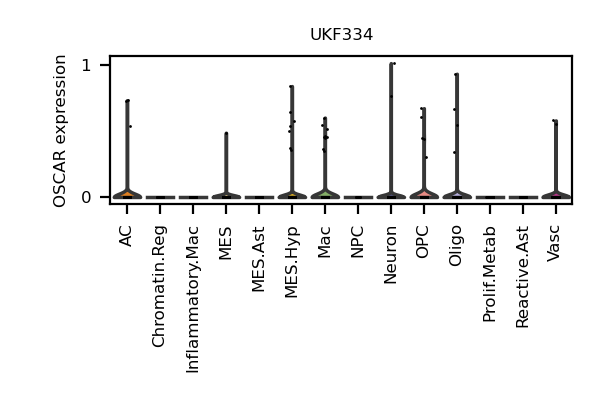 UKF334
OSCAR expression
1
0
AC
Chromatin.Reg
Inflammatory.Mac
MES
MES.Ast
MES.Hyp
Mac
NPC
Neuron
OPC
Oligo
Prolif.Metab
Reactive.Ast
Vasc